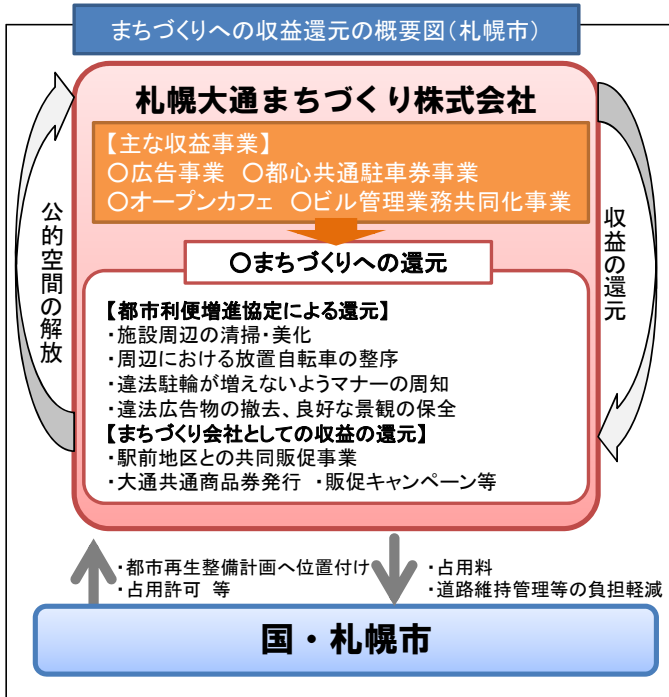 まちづくりへの収益還元の概要図(札幌市)
札幌大通まちづくり株式会社
【主な収益事業】
○広告事業 ○都心共通駐車券事業
○オープンカフェ ○ビル管理業務共同化事業
○まちづくりへの還元
【都市利便増進協定による還元】
・施設周辺の清掃・美化
・周辺における放置自転車の整序
・違法駐輪が増えないようマナーの周知
・違法広告物の撤去、良好な景観の保全
【まちづくり会社としての収益の還元】
・駅前地区との共同販促事業
・大通共通商品券発行 ・販促キャンペーン等
公的空間の解放
収益の還元
・都市再生整備計画へ位置付け
・占用許可 等
・占用料
・道路維持管理等の負担軽減
国・札幌市